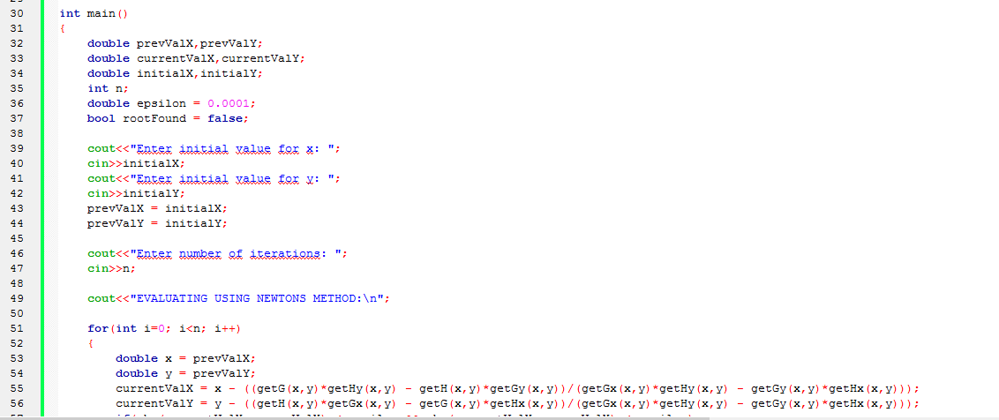 30 int main()
31 {
32 double prevValX,prevValY;
33 double currentValX,currentValY;
34 double initialX,initialY;
35 int n;
36 double epsilon = 0.0001;
37 bool rootFound = false;
38
39 cout<<"Enter initial value for x: ";
40 cin>>initialX;
41 cout<<"Enter initial value for y: ";
42 cin>>initialY;
43 prevValX = initialX;
44 prevValY = initialY;
45
46 cout<<"Enter number of iterations: ";
47 cin>>n;
48
49 cout<<"EVALUATING USING NEWTONS METHOD:\n";
50
51 for(int i=0; i<n; i++)
52 {
53 double x = prevValX;
54 double y = prevValY;
55 currentValX = x - ((getG(x,y)*getHy(x,y) - getH(x,y)*getGy(x,y))/(getGx(x,y)*getHy(x,y) - getGy(x,y)*getHx(x,y)));
56 currentValY = y - ((getH(x,y)*getGx(x,y) - getG(x,y)*getHx(x,y))/(getGx(x,y)*getHy(x,y) - getGy(x,y)*getHx(x,y)));